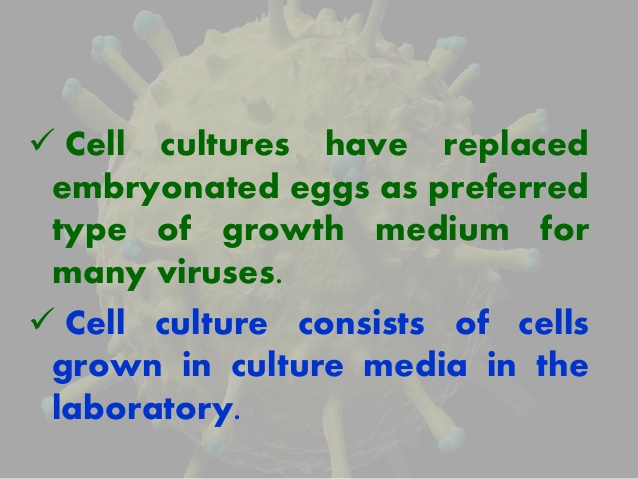 ✓ Cell cultures have replaced
embryonated eggs as preferred
type of growth medium for
many viruses.
✓ Cell culture consists of cells
grown in culture media in the
laboratory.